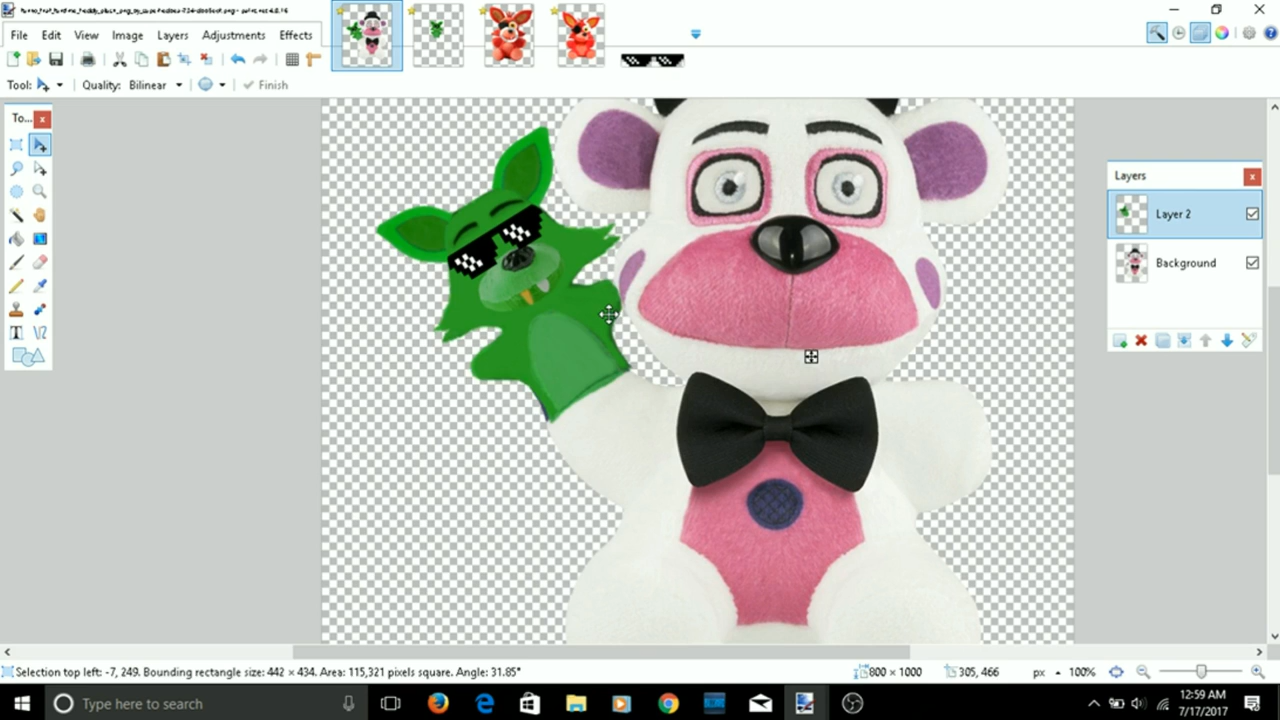 File Edit View Image Layers Adjustments Effects
Tool: Quality: Bilinear Finish
To...
Layers
Layer 2
Background
Selection top left: -7, 249. Bounding rectangle size: 442 × 434. Area: 115,321 pixels square. Angle: 31.85° 800 × 1000 305, 466 px 100%
Type here to search
12:59 AM
7/17/2017